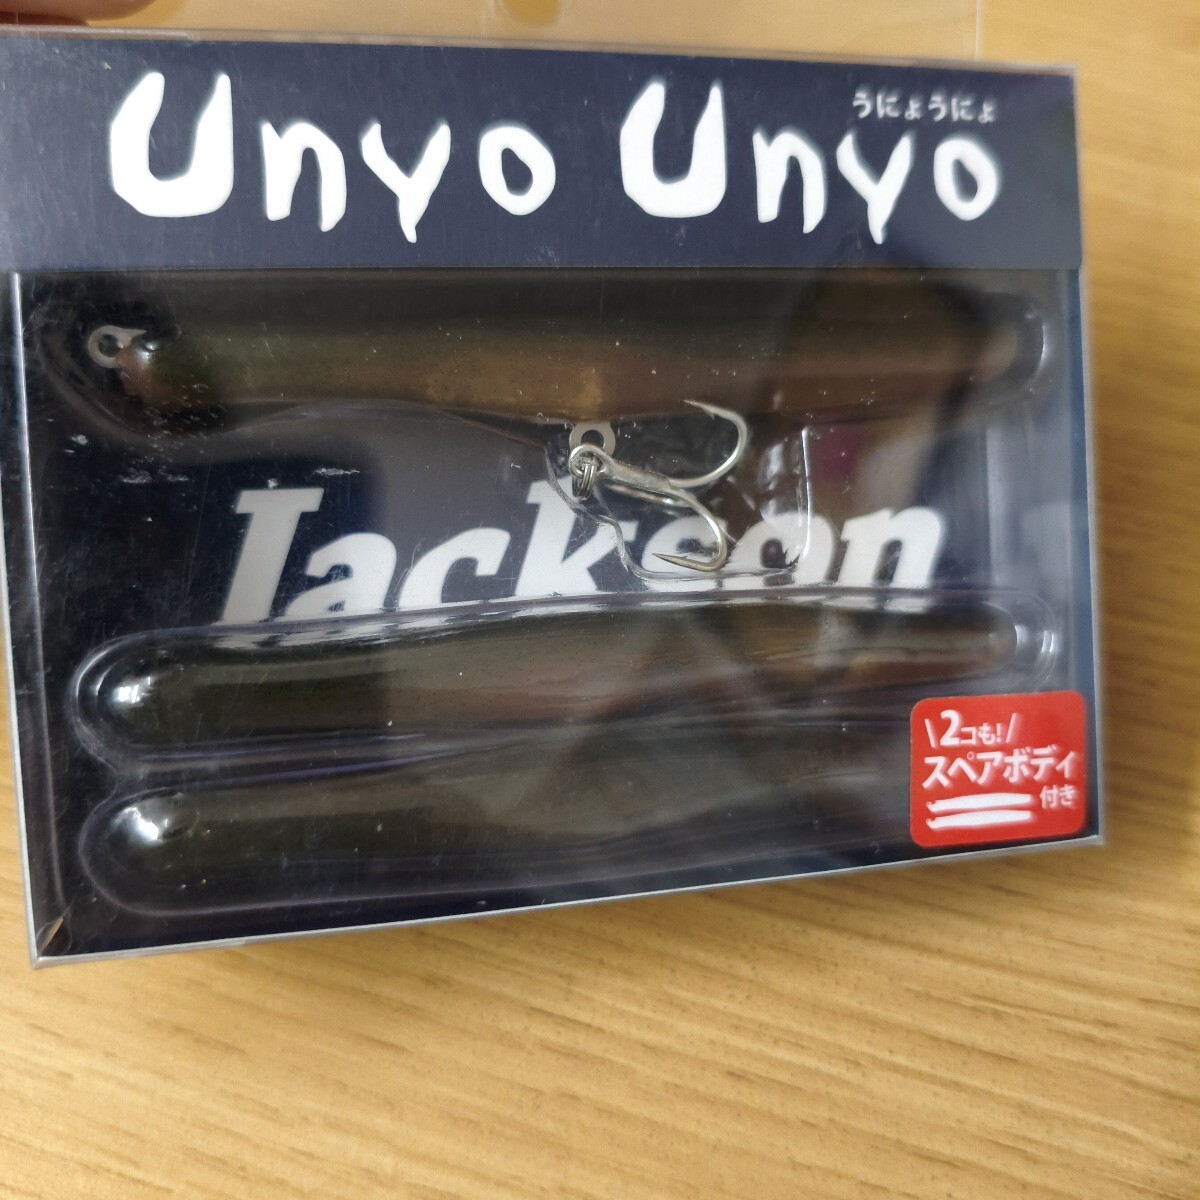 うにょうにょ
Unyo Unyo
Jackson
\2コも!/
スペアボディ
付き